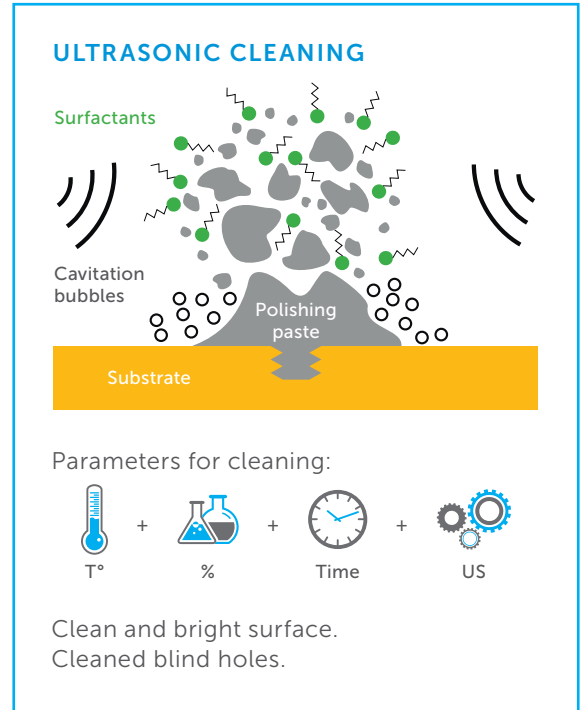 ULTRASONIC CLEANING
Surfactants
Cavitation
bubbles
Polishing
paste
Substrate
Parameters for cleaning:
+ + +
T° % Time US
Clean and bright surface.
Cleaned blind holes.